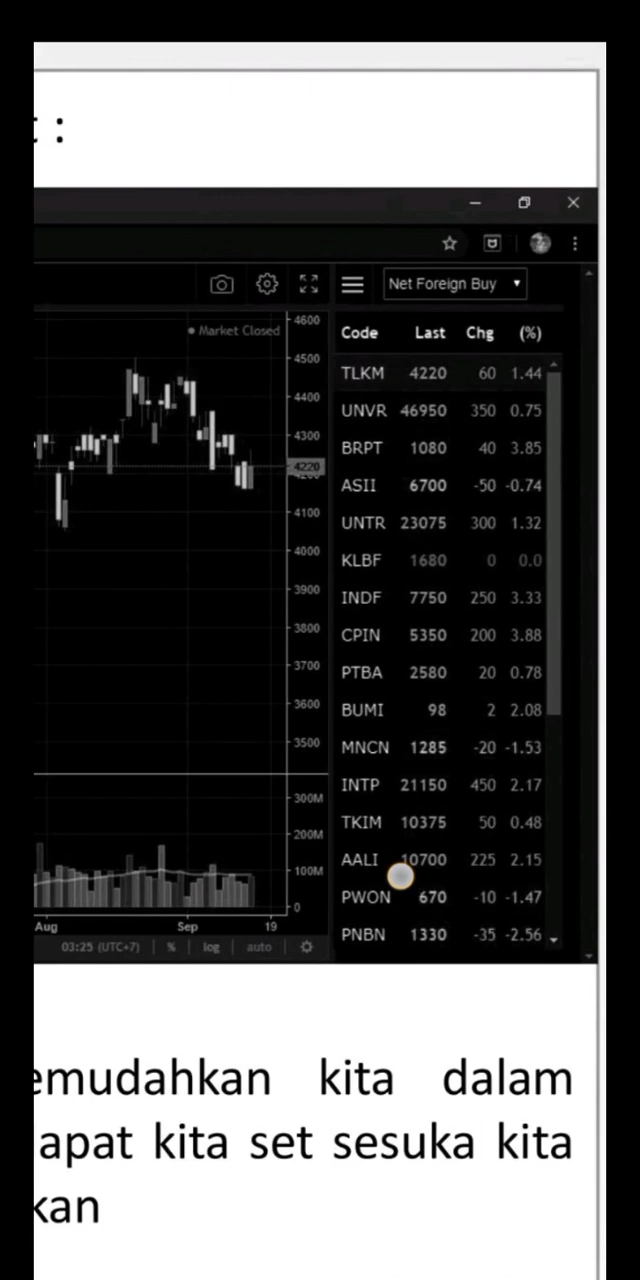 :
Net Foreign Buy
Market Closed
Code Last Chg (%)
TLKM 4220 60 1.44
UNVR 46950 350 0.75
BRPT 1080 40 3.85
ASII 6700 -50 -0.74
UNTR 23075 300 1.32
KLBF 1680 0 0.0
INDF 7750 250 3.33
CPIN 5350 200 3.88
PTBA 2580 20 0.78
BUMI 98 2 2.08
MNCN 1285 -20 -1.53
INTP 21150 450 2.17
TKIM 10375 50 0.48
AALI 10700 225 2.15
PWON 670 -10 -1.47
PNBN 1330 -35 -2.56
4600
4500
4400
4300
4220
4100
4000
3900
3800
3700
3600
3500
300M
200M
100M
0
Aug Sep 19
03:25 (UTC+7) % log auto
emudahkan kita dalam
apat kita set sesuka kita
kan